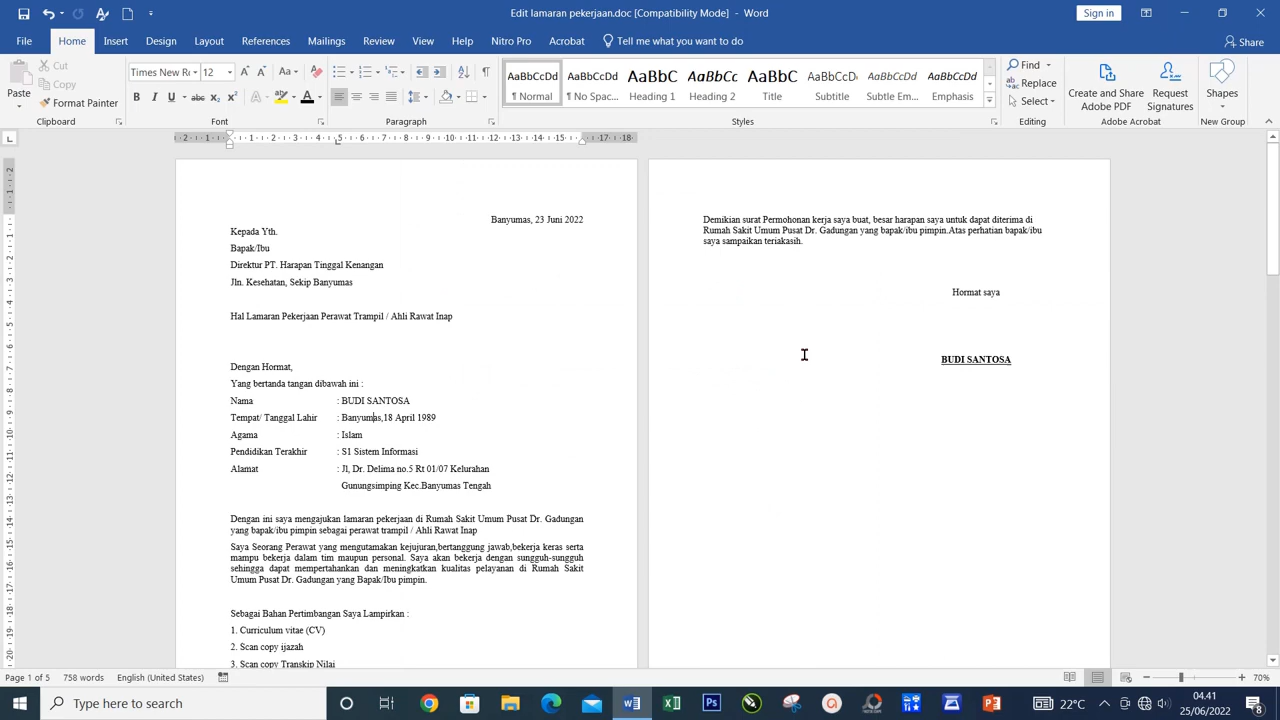 Edit lamaran pekerjaan.doc [Compatibility Mode] - Word
Sign in
File
Home
Insert
Design
Layout
References
Mailings
Review
View
Help
Acrobat
Tell me what you want to do
Share
Paste
Cut
Copy
Format Painter
Clipboard
Times New R
12
Font
Paragraph
AaBbCcDd
¶ Normal
AaBbCcDd
¶ No Spac...
AaBbC
Heading 1
AaBbCc
Heading 2
AaBbC
Title
AaBbCcD
Subtitle
AaBbCcDd
Subtle Em...
AaBbCcDd
Emphasis
Styles
Find
Replace
Select
Editing
Create and Share
Adobe PDF
Request
Signatures
Adobe Acrobat
Shapes
New Group
Banyumas, 23 Juni 2022
Kepada Yth.
Bapak/Ibu
Direktur PT. Harapan Tinggal Kenangan
Jln. Kesehatan, Sekip Banyumas
Hal Lamaran Pekerjaan Perawat Trampil / Ahli Rawat Inap
Dengan Hormat,
Yang bertanda tangan dibawah ini :
Nama : BUDI SANTOSA
Tempat/ Tanggal Lahir : Banyumas,18 April 1989
Agama : Islam
Pendidikan Terakhir : S1 Sistem Informasi
Alamat : Jl, Dr. Delima no.5 Rt 01/07 Kelurahan
Gunungsimping Kec.Banyumas Tengah
Dengan ini saya mengajukan lamaran pekerjaan di Rumah Sakit Umum Pusat Dr. Gadungan
yang bapak/ibu pimpin sebagai perawat trampil / Ahli Rawat Inap
Saya Seorang Perawat yang mengutamakan kejujuran,bertanggung jawab,bekerja keras serta
mampu bekerja dalam tim maupun personal. Saya akan bekerja dengan sungguh-sungguh
sehingga dapat mempertahankan dan meningkatkan kualitas pelayanan di Rumah Sakit
Umum Pusat Dr. Gadungan yang Bapak/Ibu pimpin.
Sebagai Bahan Pertimbangan Saya Lampirkan :
1. Curriculum vitae (CV)
2. Scan copy ijazah
3. Scan copy Transkip Nilai
Demikian surat Permohonan kerja saya buat, besar harapan saya untuk dapat diterima di
Rumah Sakit Umum Pusat Dr. Gadungan yang bapak/ibu pimpin.Atas perhatian bapak/ibu
saya sampaikan teriakasih.
Hormat saya
BUDI SANTOSA
Page 1 of 5
758 words
English (United States)
70%
Type here to search
22°C
04.41
25/06/2022